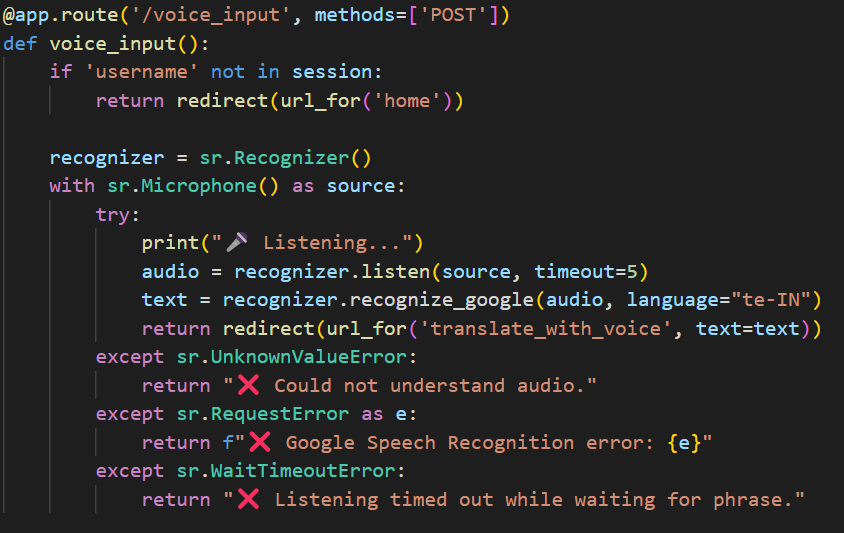 @app.route('/voice_input', methods=['POST'])
def voice_input():
    if 'username' not in session:
        return redirect(url_for('home'))

    recognizer = sr.Recognizer()
    with sr.Microphone() as source:
        try:
            print("🎤 Listening...")
            audio = recognizer.listen(source, timeout=5)
            text = recognizer.recognize_google(audio, language="te-IN")
            return redirect(url_for('translate_with_voice', text=text))
        except sr.UnknownValueError:
            return "❌ Could not understand audio."
        except sr.RequestError as e:
            return f"❌ Google Speech Recognition error: {e}"
        except sr.WaitTimeoutError:
            return "❌ Listening timed out while waiting for phrase."